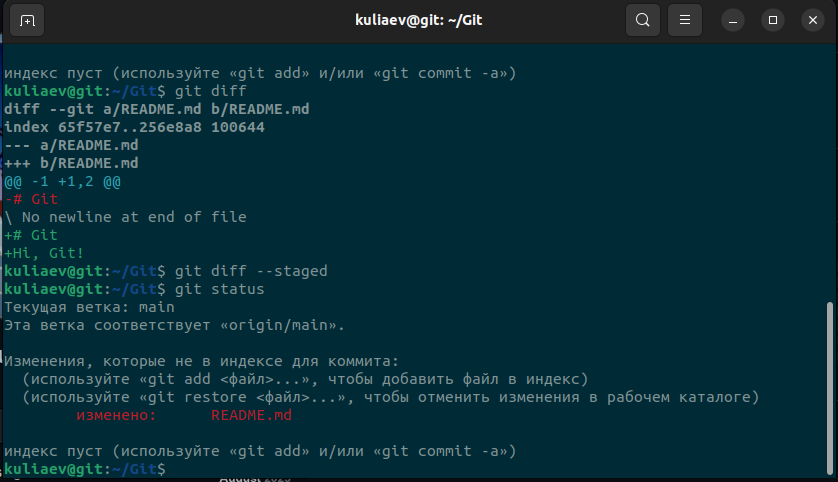 kuliaev@git: ~/Git
индекс пуст (используйте «git add» и/или «git commit -a»)
kuliaev@git:~/Git$ git diff
diff --git a/README.md b/README.md
index 65f57e7..256e8a8 100644
--- a/README.md
+++ b/README.md
@@ -1 +1,2 @@
-# Git
\ No newline at end of file
+# Git
+Hi, Git!
kuliaev@git:~/Git$ git diff --staged
kuliaev@git:~/Git$ git status
Текущая ветка: main
Эта ветка соответствует «origin/main».
Изменения, которые не в индексе для коммита:
  (используйте «git add <файл>...», чтобы добавить файл в индекс)
  (используйте «git restore <файл>...», чтобы отменить изменения в рабочем каталоге)
        изменено:      README.md
индекс пуст (используйте «git add» и/или «git commit -a»)
kuliaev@git:~/Git$